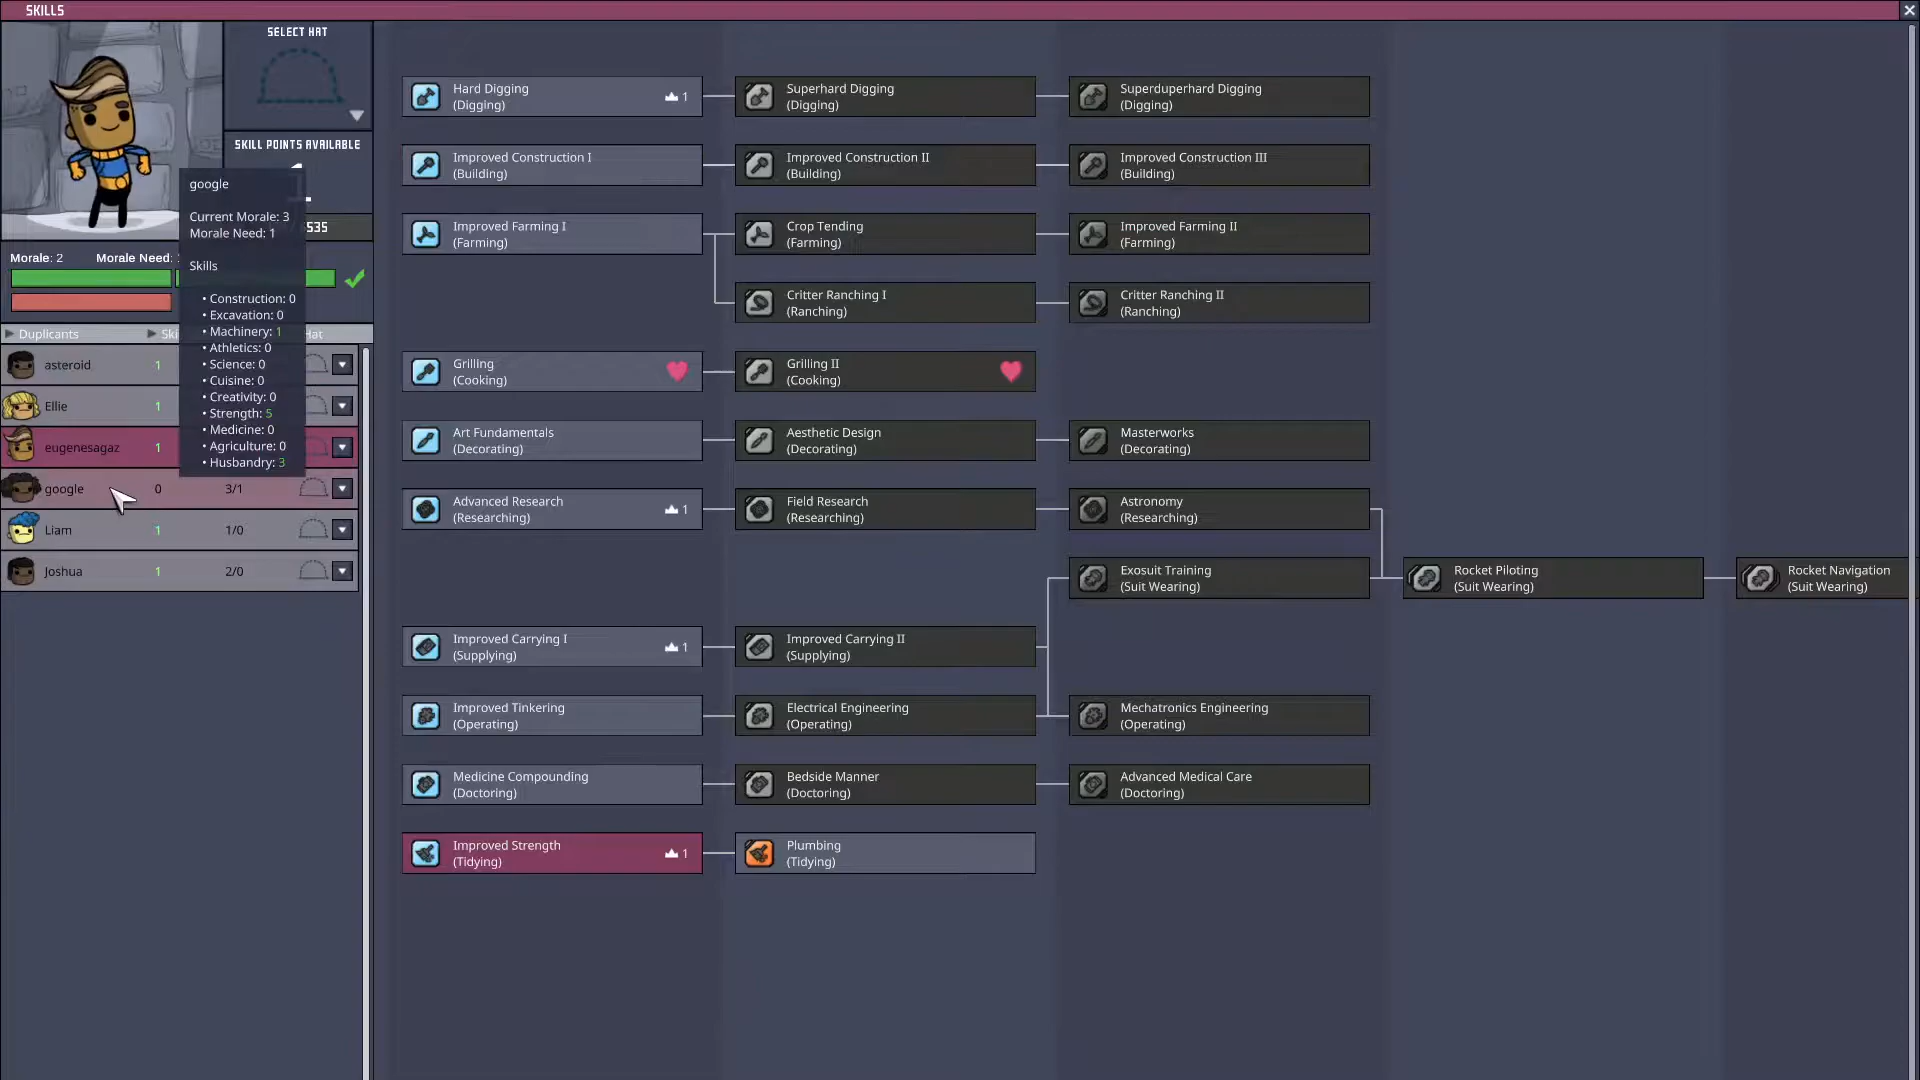 SKILLS
SELECT HAT
SKILL POINTS AVAILABLE
535
Morale: 2
Morale Need:
Duplicants
asteroid 1
Ellie 1
eugenesagaz 1
google 0 3/1
Liam 1 1/0
Joshua 1 2/0
google
Current Morale: 3
Morale Need: 1
Skills
• Construction: 0
• Excavation: 0
• Machinery: 1
• Athletics: 0
• Science: 0
• Cuisine: 0
• Creativity: 0
• Strength: 5
• Medicine: 0
• Agriculture: 0
• Husbandry: 3
Hard Digging
(Digging)
1
Superhard Digging
(Digging)
Superduperhard Digging
(Digging)
Improved Construction I
(Building)
Improved Construction II
(Building)
Improved Construction III
(Building)
Improved Farming I
(Farming)
Crop Tending
(Farming)
Improved Farming II
(Farming)
Critter Ranching I
(Ranching)
Critter Ranching II
(Ranching)
Grilling
(Cooking)
Grilling II
(Cooking)
Art Fundamentals
(Decorating)
Aesthetic Design
(Decorating)
Masterworks
(Decorating)
Advanced Research
(Researching)
1
Field Research
(Researching)
Astronomy
(Researching)
Exosuit Training
(Suit Wearing)
Rocket Piloting
(Suit Wearing)
Rocket Navigation
(Suit Wearing)
Improved Carrying I
(Supplying)
1
Improved Carrying II
(Supplying)
Improved Tinkering
(Operating)
Electrical Engineering
(Operating)
Mechatronics Engineering
(Operating)
Medicine Compounding
(Doctoring)
Bedside Manner
(Doctoring)
Advanced Medical Care
(Doctoring)
Improved Strength
(Tidying)
1
Plumbing
(Tidying)